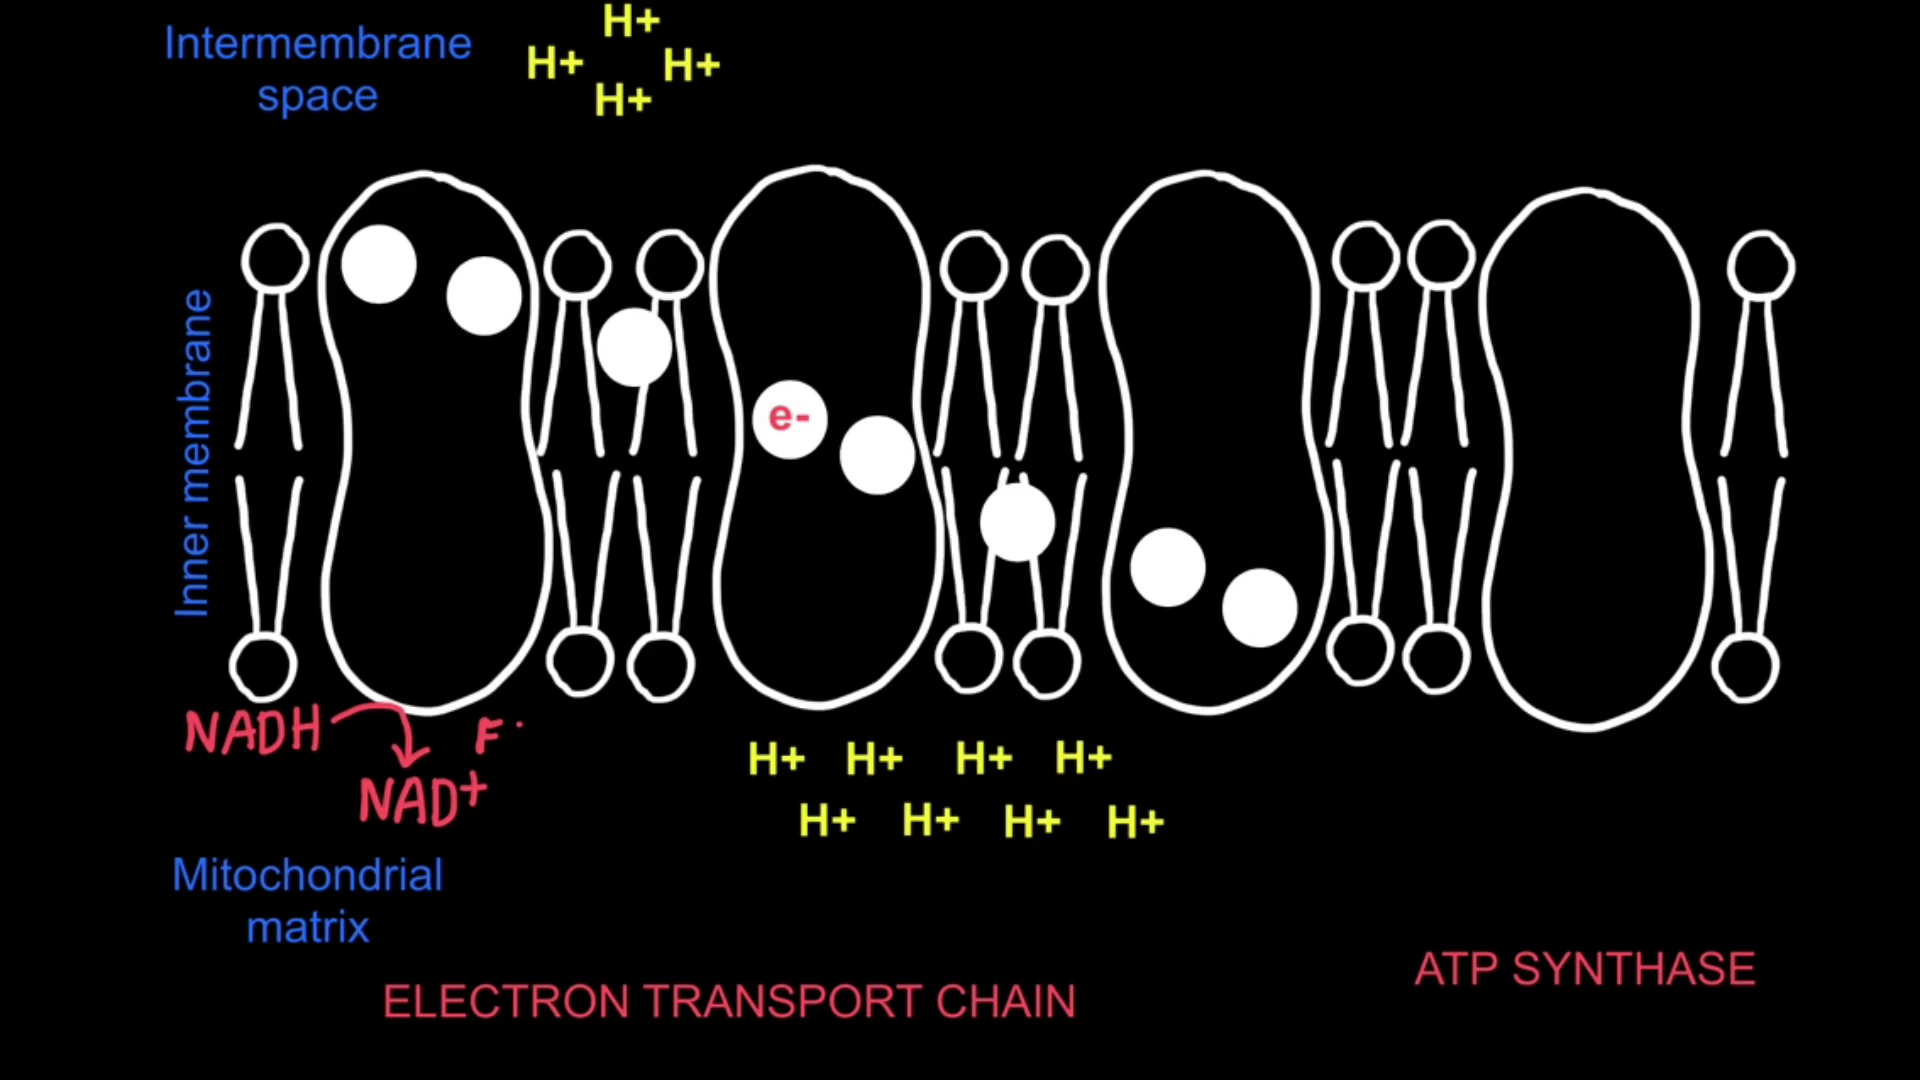 Intermembrane
space
H+
H+ H+
H+
Inner membrane
e-
NADH
F
NAD+
H+ H+ H+ H+
H+ H+ H+ H+
Mitochondrial
matrix
ELECTRON TRANSPORT CHAIN
ATP SYNTHASE